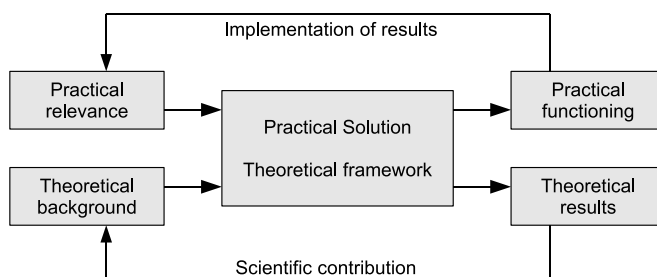 Implementation of results
Practical
relevance
Practical Solution
Theoretical framework
Practical
functioning
Theoretical
background
Theoretical
results
Scientific contribution